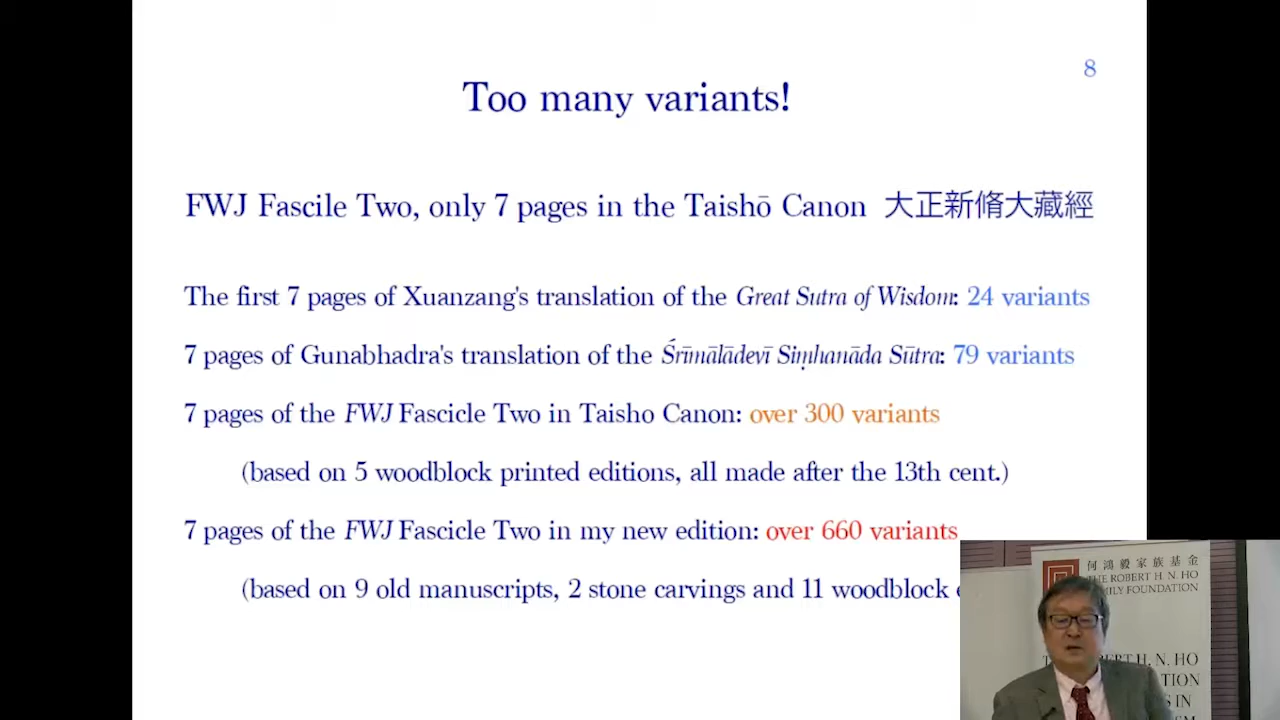 8
Too many variants!
FWJ Fascile Two, only 7 pages in the Taishō Canon 大正新脩大藏經
The first 7 pages of Xuanzang's translation of the Great Sutra of Wisdom: 24 variants
7 pages of Gunabhadra's translation of the Śrīmālādevī Siṃhanāda Sūtra: 79 variants
7 pages of the FWJ Fascicle Two in Taisho Canon: over 300 variants
(based on 5 woodblock printed editions, all made after the 13th cent.)
7 pages of the FWJ Fascicle Two in my new edition: over 660 variants
(based on 9 old manuscripts, 2 stone carvings and 11 woodblock
何鴻毅家族基金
THE ROBERT H. N. HO
FAMILY FOUNDATION
H. N. HO